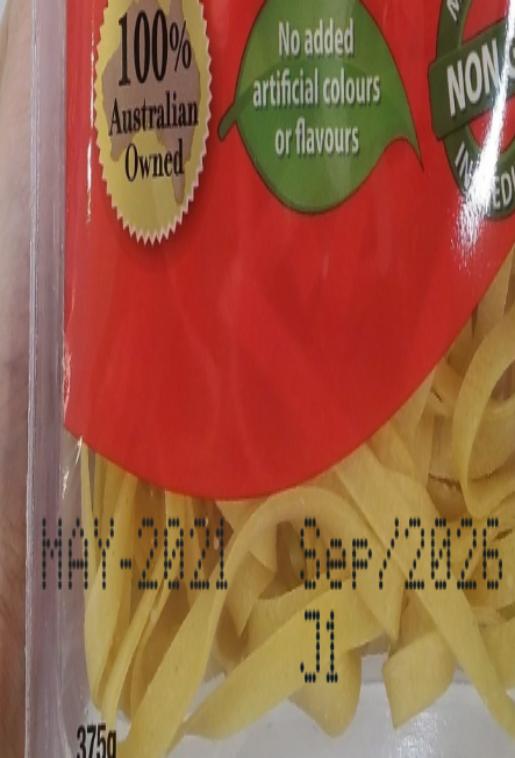 100%
Australian
Owned
No added
artificial colours
or flavours
NON
MAY-2021 Sep/2026
J1
375g